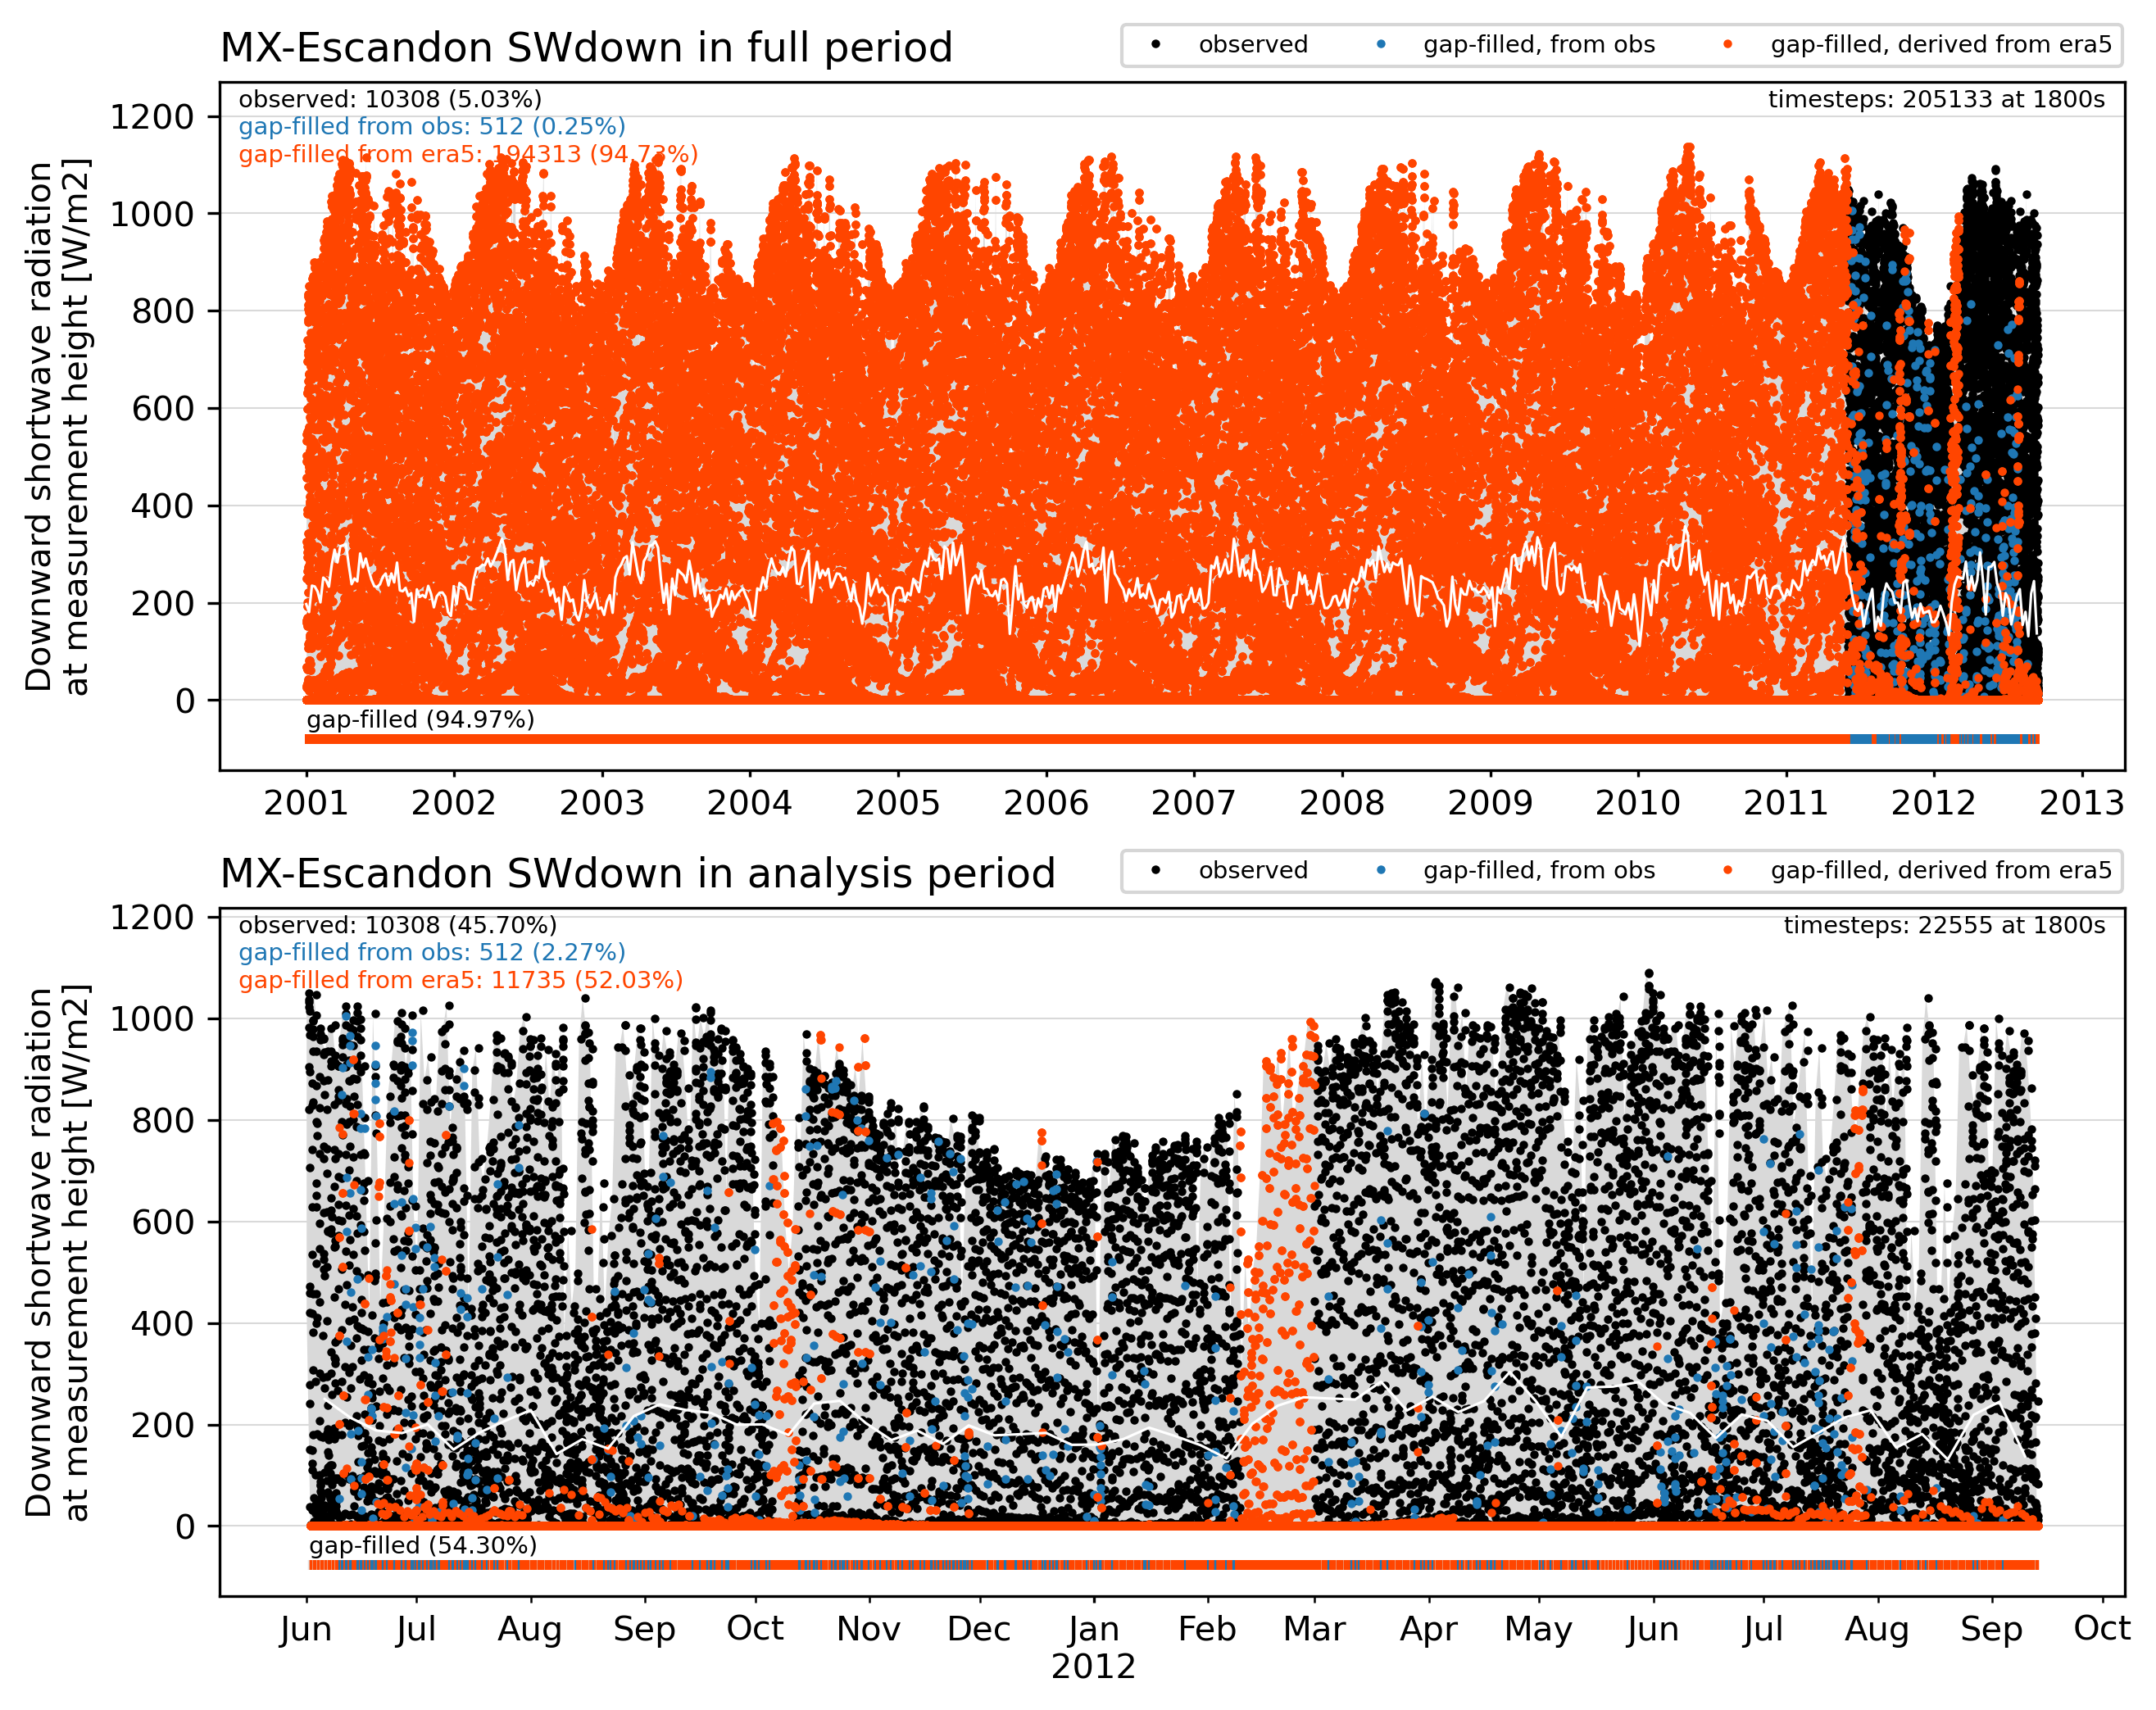 MX-Escandon SWdown in full period
observed
gap-filled, from obs
gap-filled, derived from era5
observed: 10308 (5.03%)
timesteps: 205133 at 1800s
gap-filled from obs: 512 (0.25%)
gap-filled from era5: 194313 (94.73%)
Downward shortwave radiation
at measurement height [W/m2]
1200
1000
800
600
400
200
0
gap-filled (94.97%)
2001 2002 2003 2004 2005 2006 2007 2008 2009 2010 2011 2012 2013
MX-Escandon SWdown in analysis period
observed
gap-filled, from obs
gap-filled, derived from era5
observed: 10308 (45.70%)
timesteps: 22555 at 1800s
gap-filled from obs: 512 (2.27%)
gap-filled from era5: 11735 (52.03%)
Downward shortwave radiation
at measurement height [W/m2]
1200
1000
800
600
400
200
0
gap-filled (54.30%)
Jun Jul Aug Sep Oct Nov Dec Jan Feb Mar Apr May Jun Jul Aug Sep Oct
2012